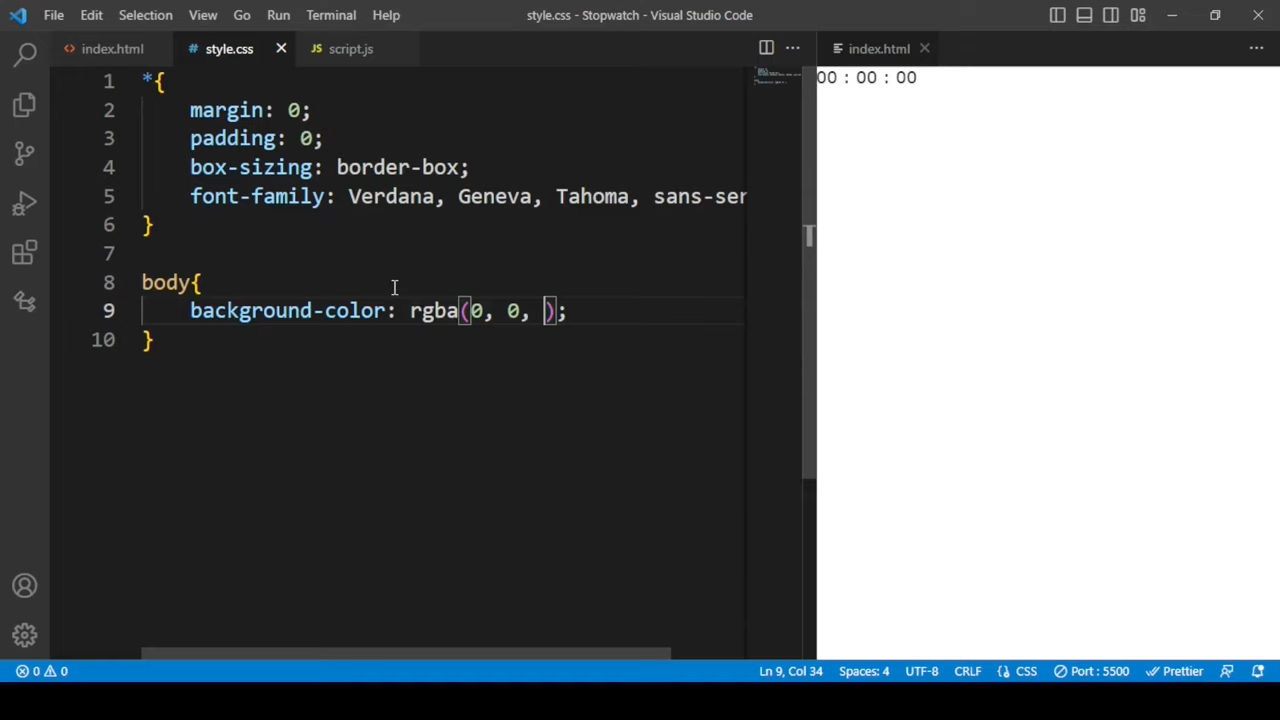 File Edit Selection View Go Run Terminal Help style.css - Stopwatch - Visual Studio Code
index.html # style.css JS script.js index.html
1 *{
2 margin: 0;
3 padding: 0;
4 box-sizing: border-box;
5 font-family: Verdana, Geneva, Tahoma, sans-ser
6 }
7
8 body{
9 background-color: rgba(0, 0, );
10 }
00 : 00 : 00
0 0 Ln 9, Col 34 Spaces: 4 UTF-8 CRLF {} CSS Port : 5500 Prettier